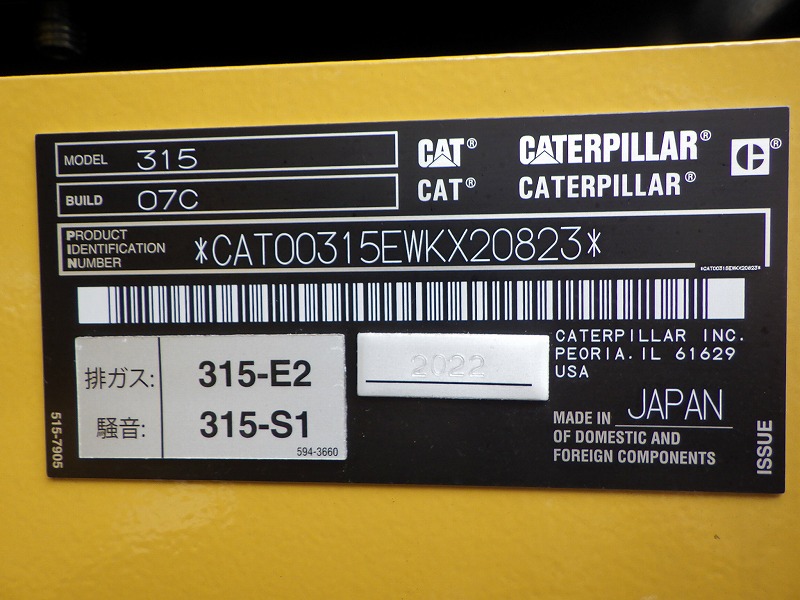 MODEL 315
BUILD 07C
CAT® CATERPILLAR®
CAT® CATERPILLAR®
C®
PRODUCT
IDENTIFICATION
NUMBER
*CAT00315EWKX20823*
*CAT00315EWKX20823*
排ガス: 315-E2
騒音: 315-S1
594-3660
2022
CATERPILLAR INC.
PEORIA. IL 61629
USA
MADE IN JAPAN
OF DOMESTIC AND
FOREIGN COMPONENTS
515-7905
ISSUE